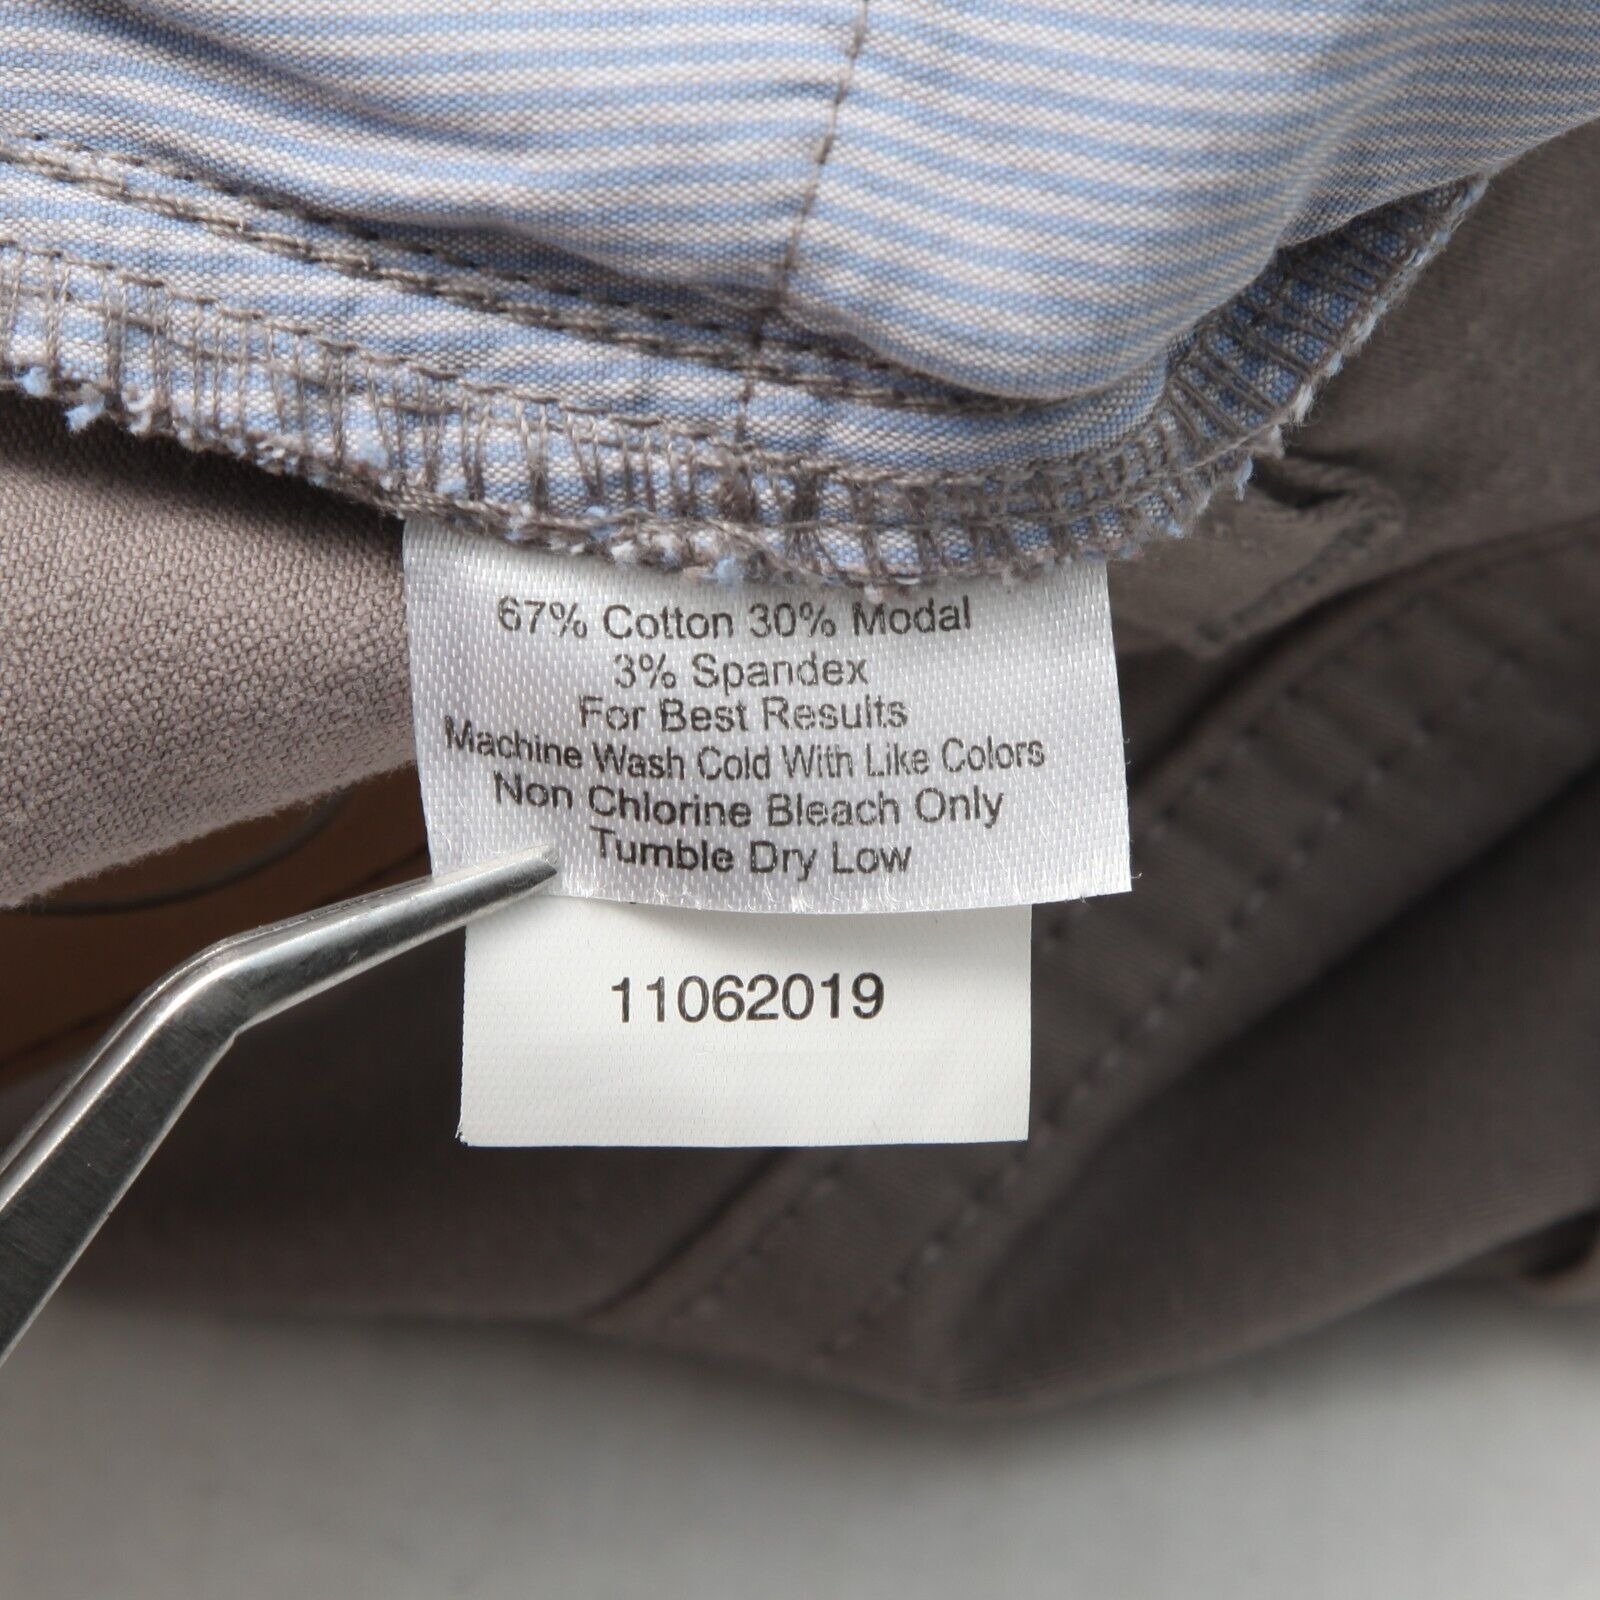 67% Cotton 30% Modal
3% Spandex
For Best Results
Machine Wash Cold With Like Colors
Non Chlorine Bleach Only
Tumble Dry Low
11062019